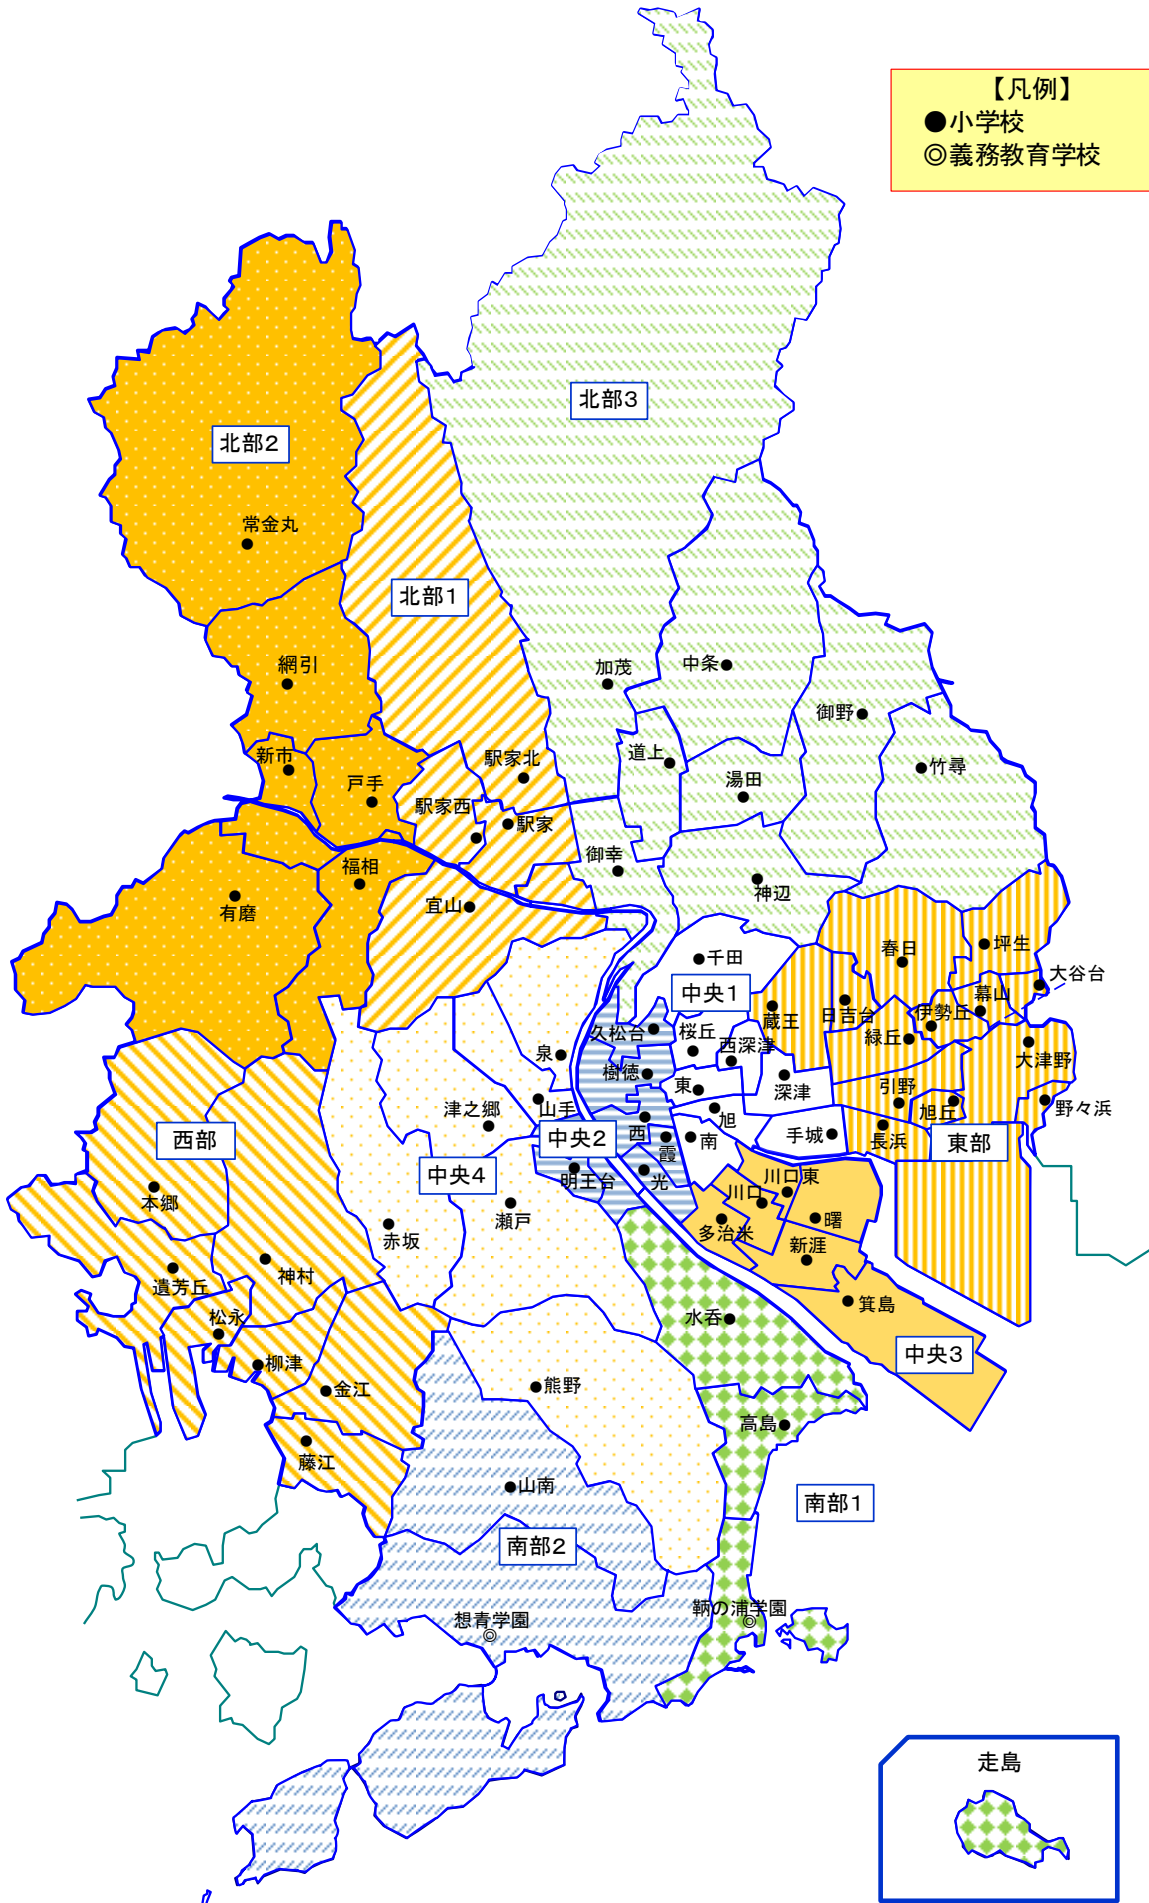 【凡例】
●小学校
◎義務教育学校
北部3
北部2
常金丸
北部1
網引
加茂
中条
御野
新市
戸手
駅家北
道上
竹尋
湯田
駅家西
駅家
御幸
福相
有磨
宜山
神辺
春日
坪生
千田
大谷台
中央1
蔵王
日吉台
伊勢丘
幕山
久松台
桜丘
西深津
緑丘
大津野
泉
樹徳
東
深津
引野
旭丘
野々浜
津之郷
山手
西
旭
手城
長浜
東部
西部
中央2
霞
南
中央4
明王台
光
川口
川口東
本郷
瀬戸
赤坂
多治米
曙
新涯
遺芳丘
神村
箕島
松永
水呑
中央3
柳津
金江
熊野
高島
藤江
山南
南部1
南部2
想青学園
鞆の浦学園
走島